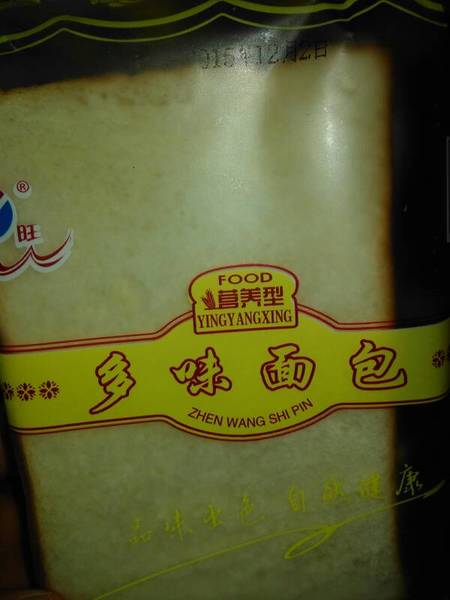 015年12月2日
®
旺
FOOD
营养型
YINGYANGXING
多味面包
ZHEN WANG SHI PIN
品味本色 自然健康